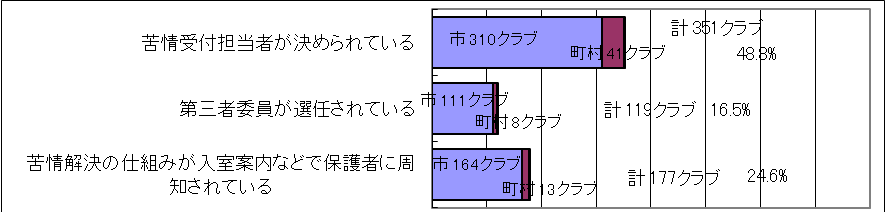 苦情受付担当者が決められている
市310クラブ
町村41クラブ
計351クラブ
48.8%
第三者委員が選任されている
市111クラブ
町村8クラブ
計119クラブ
16.5%
苦情解決の仕組みが入室案内などで保護者に周
知されている
市164クラブ
町村13クラブ
計177クラブ
24.6%